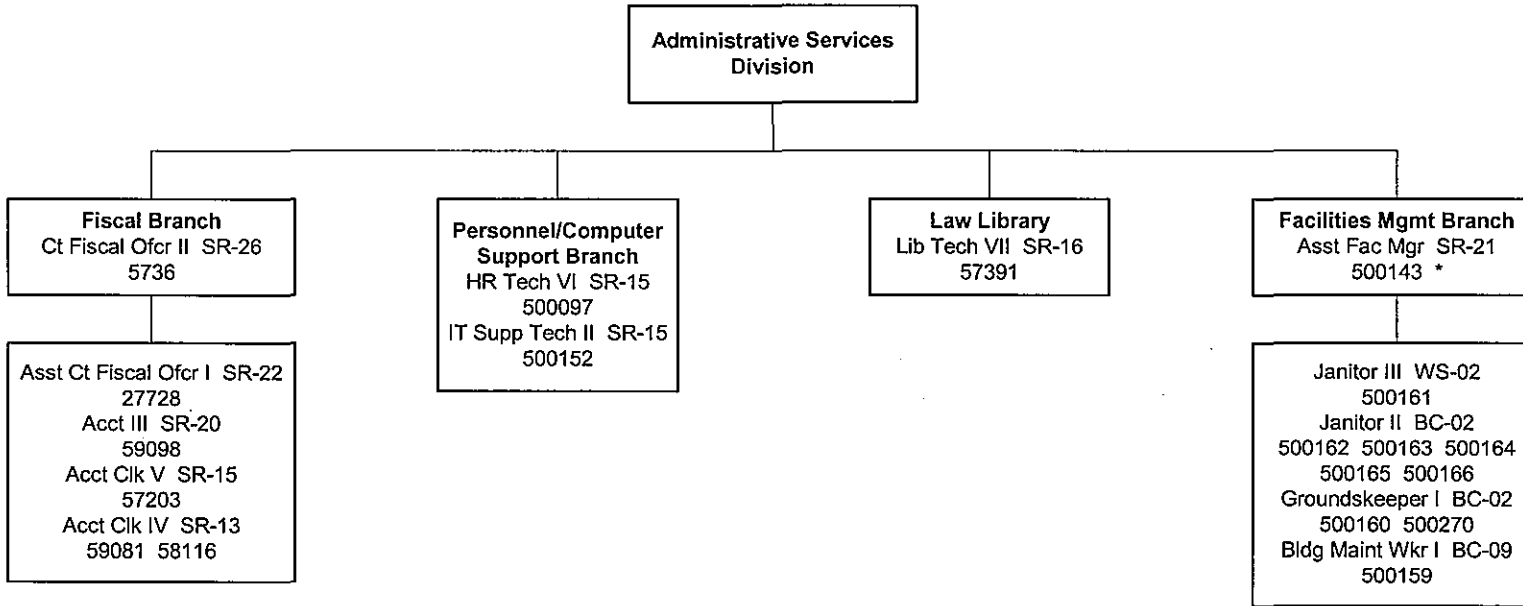 Administrative Services
Division
Fiscal Branch
Ct Fiscal Ofcr II SR-26
5736
Personnel/Computer
Support Branch
HR Tech VI SR-15
500097
IT Supp Tech II SR-15
500152
Law Library
Lib Tech VII SR-16
57391
Facilities Mgmt Branch
Asst Fac Mgr SR-21
500143 *
Asst Ct Fiscal Ofcr I SR-22
27728
Acct III SR-20
59098
Acct Clk V SR-15
57203
Acct Clk IV SR-13
59081 58116
Janitor III WS-02
500161
Janitor II BC-02
500162 500163 500164
500165 500166
Groundskeeper I BC-02
500160 500270
Bldg Maint Wkr I BC-09
500159